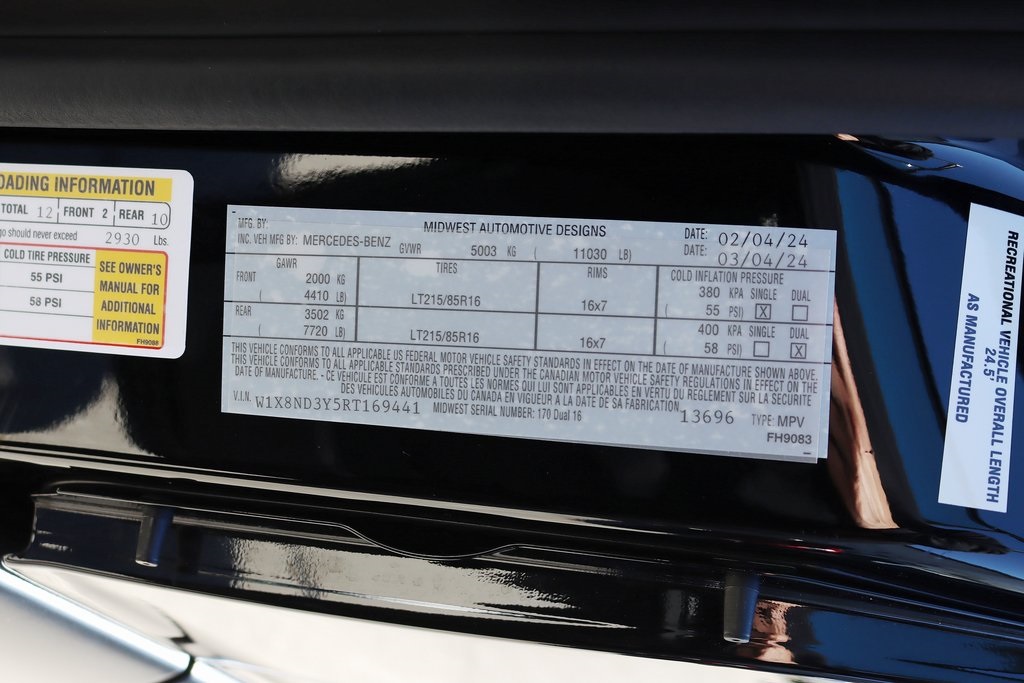 OADING INFORMATION
TOTAL 12 FRONT 2 REAR 10
go should never exceed 2930 Lbs.
COLD TIRE PRESSURE
55 PSI
58 PSI
SEE OWNER'S
MANUAL FOR
ADDITIONAL
INFORMATION
FH9088
MFG. BY: MIDWEST AUTOMOTIVE DESIGNS DATE: 02/04/24
INC. VEH MFG BY: MERCEDES-BENZ GVWR 5003 KG ( 11030 LB) DATE: 03/04/24
GAWR TIRES RIMS COLD INFLATION PRESSURE
FRONT 2000 KG 380 KPA SINGLE DUAL
( 4410 LB) LT215/85R16 16x7 ( 55 PSI) X
REAR 3502 KG 400 KPA SINGLE DUAL
( 7720 LB) LT215/85R16 16x7 ( 58 PSI) X
THIS VEHICLE CONFORMS TO ALL APPLICABLE US FEDERAL MOTOR VEHICLE SAFETY STANDARDS IN EFFECT ON THE DATE OF MANUFACTURE SHOWN ABOVE
THIS VEHICLE CONFORMS TO ALL APPLICABLE STANDARDS PRESCRIBED UNDER THE CANADIAN MOTOR VEHICLE SAFETY REGULATIONS IN EFFECT ON THE
DATE OF MANUFACTURE. - CE VEHICULE EST CONFORME A TOUTES LES NORMES QUI LUI SONT APPLICABLES EN VERTU DU REGLEMENT SUR LA SECURITE
DES VEHICULES AUTOMOBILES DU CANADA EN VIGUEUR A LA DATE DE SA FABRICATION
V.I.N. W1X8ND3Y5RT169441 MIDWEST SERIAL NUMBER: 170 Dual 16 13696 TYPE: MPV
FH9083
RECREATIONAL VEHICLE OVERALL LENGTH
24.5'
AS MANUFACTURED